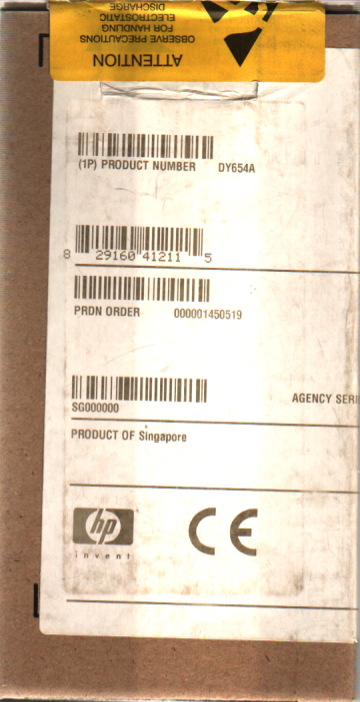 DISCHARGE
ELECTROSTATIC
FOR HANDLING
OBSERVE PRECAUTIONS
ATTENTION
(1P) PRODUCT NUMBER DY654A
8 29160 41211 5
PRDN ORDER 000001450519
SG000000
AGENCY SERI
PRODUCT OF Singapore
hp
invent
CE